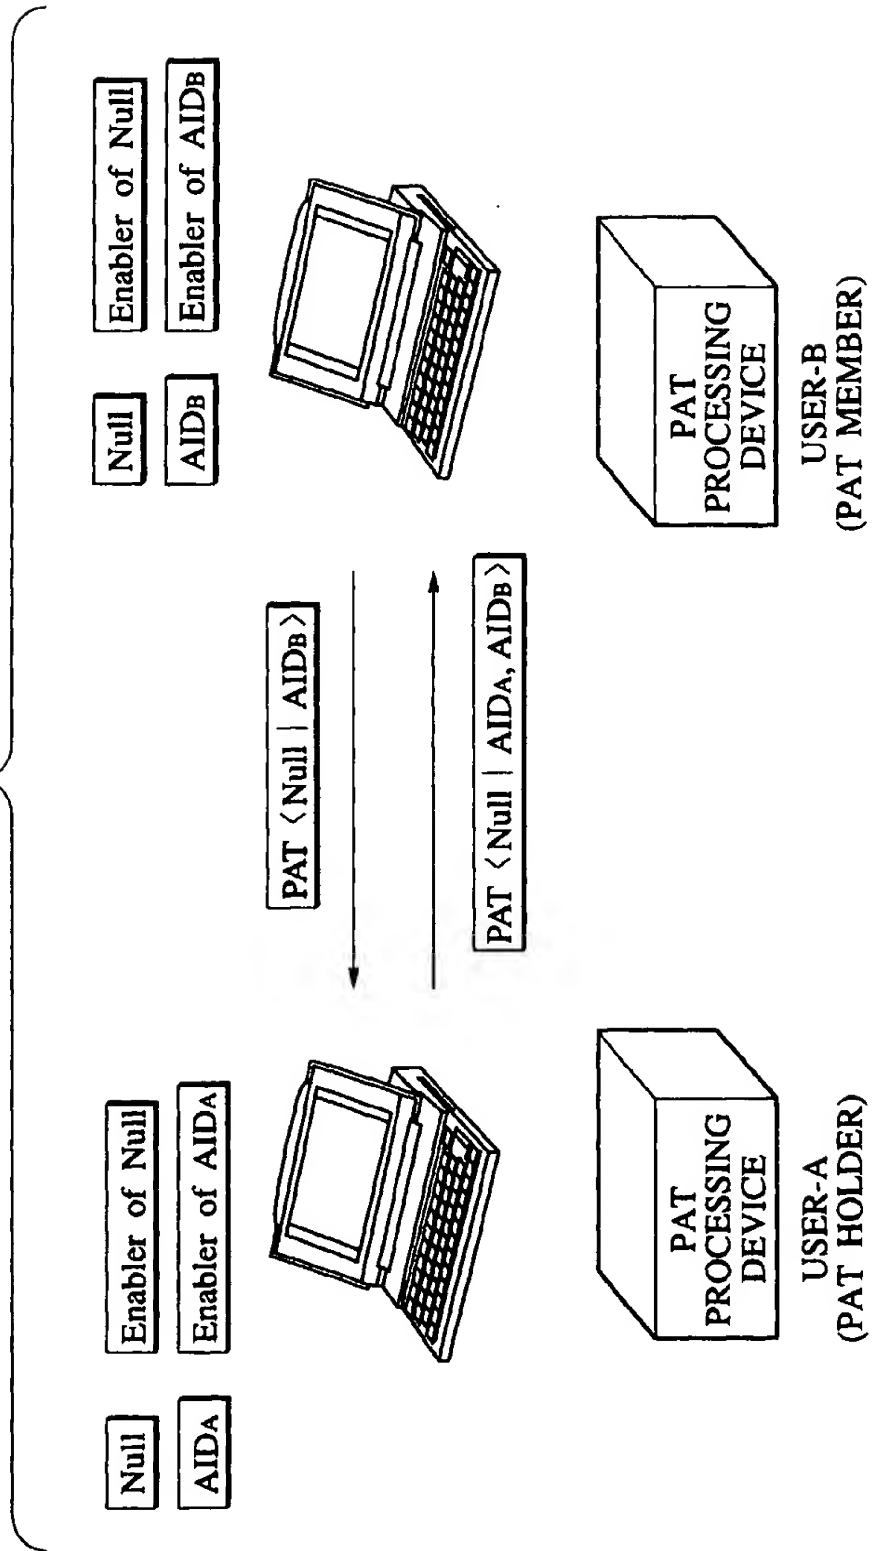 Null
Enabler of Null
AIDA
Enabler of AIDA
PAT
PROCESSING
DEVICE
USER-A
(PAT HOLDER)
PAT 〈Null | AIDB〉
PAT 〈Null | AIDA, AIDB〉
Null
Enabler of Null
AIDB
Enabler of AIDB
PAT
PROCESSING
DEVICE
USER-B
(PAT MEMBER)